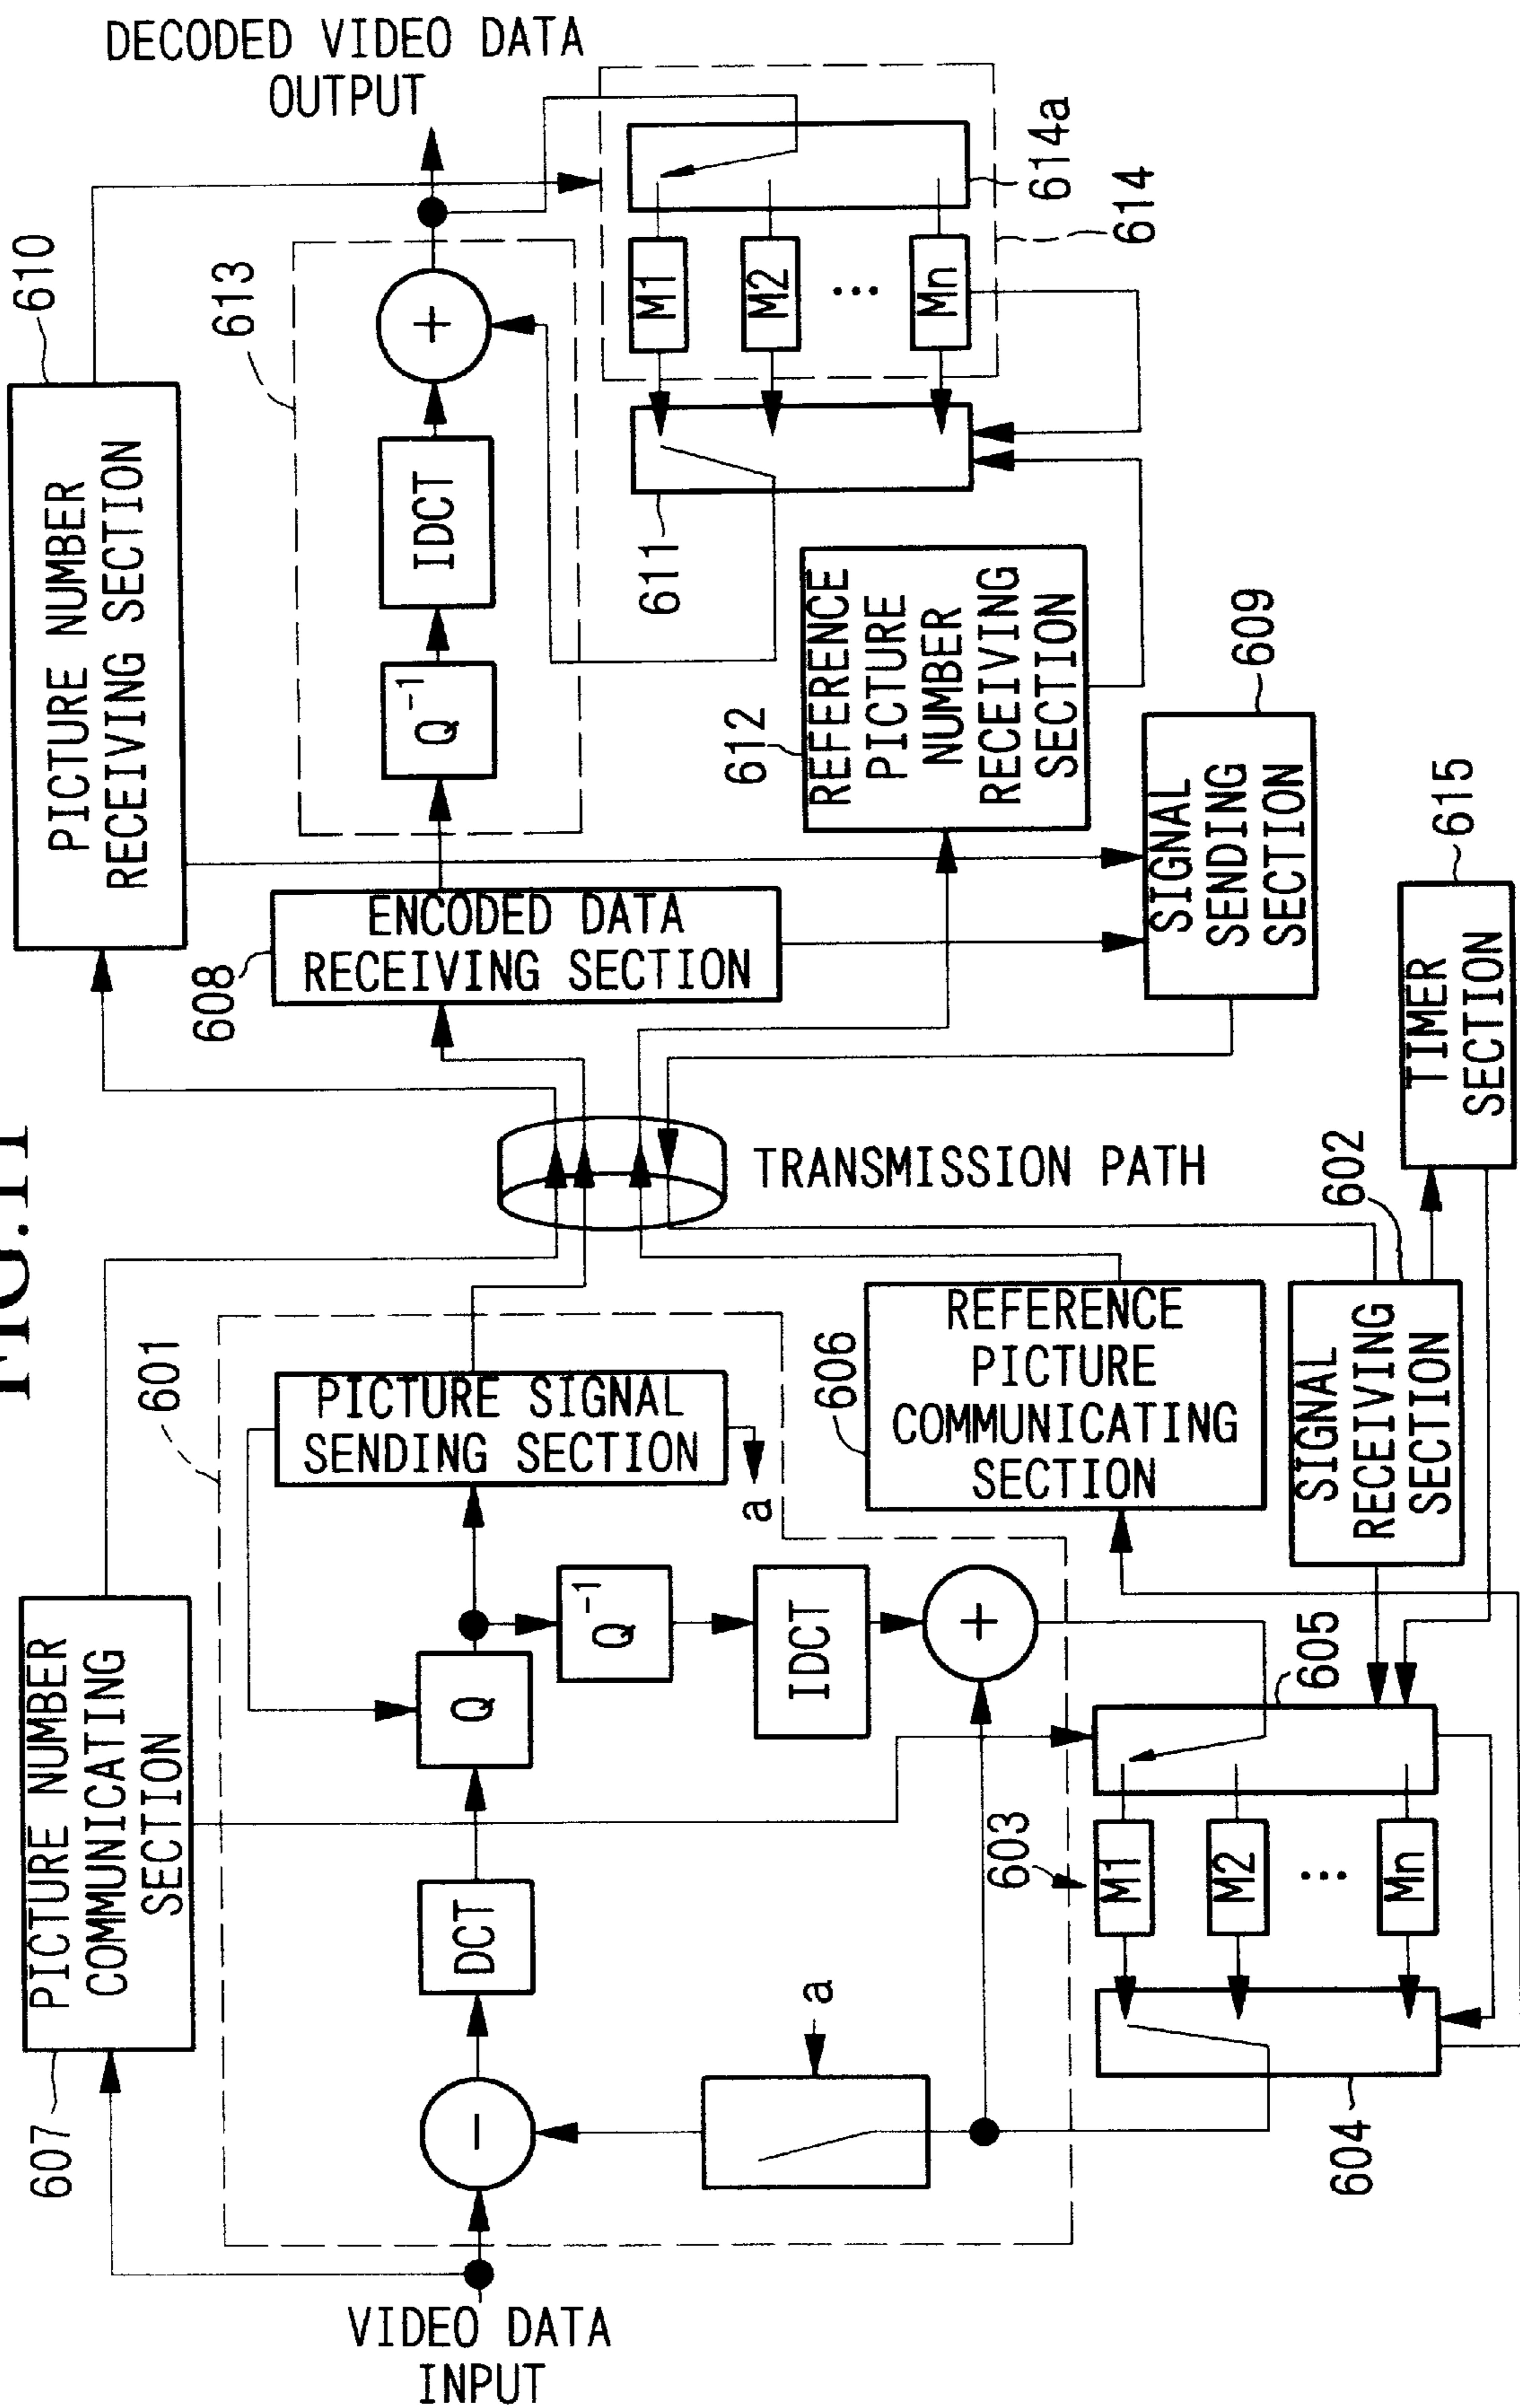 FIG.11
607
PICTURE NUMBER
COMMUNICATING
SECTION
610
PICTURE NUMBER
RECEIVING SECTION
601
613
VIDEO DATA
INPUT
−
DCT
Q
PICTURE SIGNAL
SENDING SECTION
a
608
ENCODED DATA
RECEIVING SECTION
Q⁻¹
IDCT
+
DECODED VIDEO DATA
OUTPUT
a
Q⁻¹
IDCT
+
TRANSMISSION PATH
606
REFERENCE
PICTURE
COMMUNICATING
SECTION
612
REFERENCE
PICTURE
NUMBER
RECEIVING
SECTION
611
M1
M2
...
Mn
614a
614
603
604
M1
M2
...
Mn
605
SIGNAL
RECEIVING
SECTION
602
SIGNAL
SENDING
SECTION
609
TIMER
SECTION
615